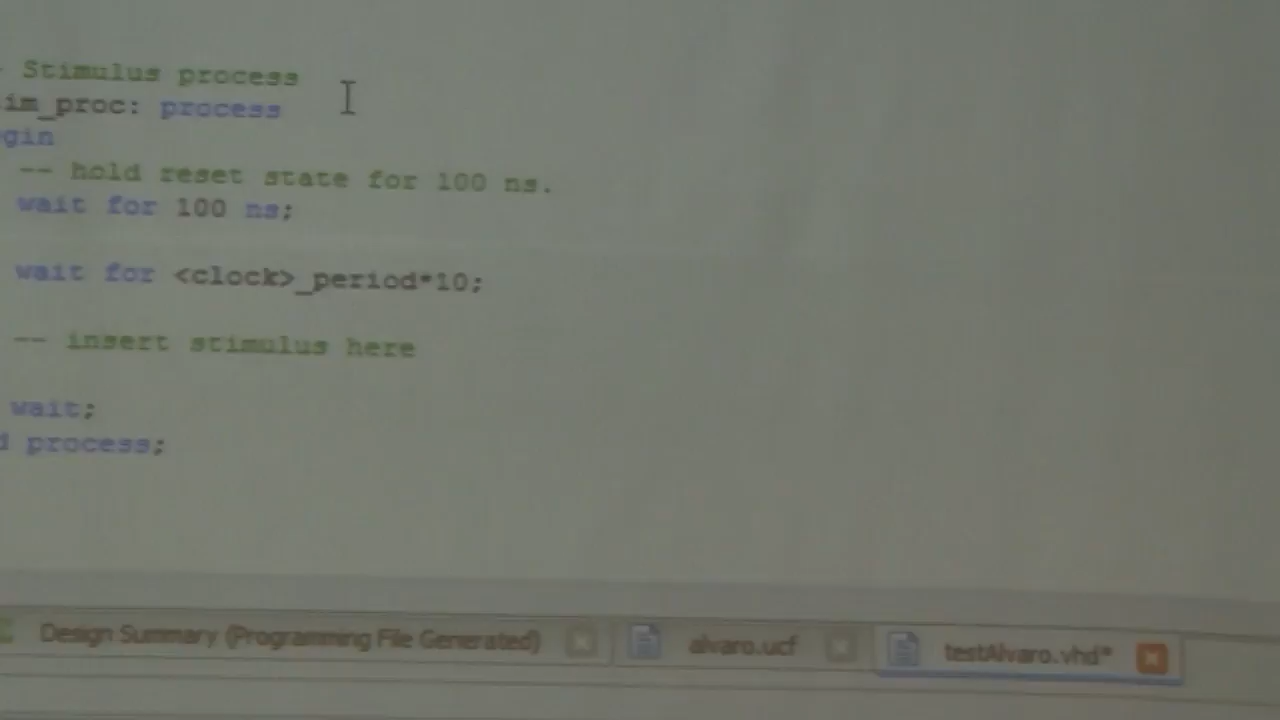 - Stimulus process
im_proc: process
gin
-- hold reset state for 100 ns.
wait for 100 ns;
wait for <clock>_period*10;
-- insert stimulus here
wait;
d process;
Design Summary (Programming File Generated)
alvaro.ucf
testAlvaro.vhd*